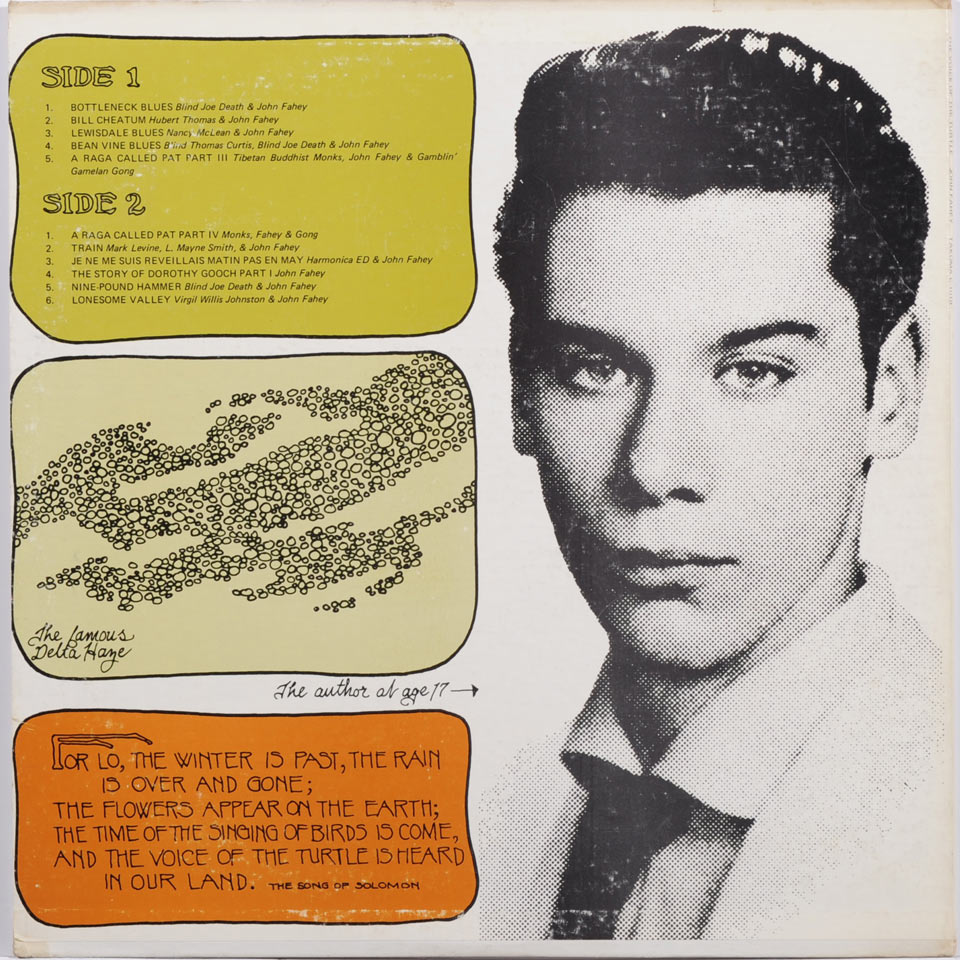 SIDE 1
1. BOTTLENECK BLUES Blind Joe Death & John Fahey
2. BILL CHEATUM Hubert Thomas & John Fahey
3. LEWISDALE BLUES Nancy McLean & John Fahey
4. BEAN VINE BLUES Blind Thomas Curtis, Blind Joe Death & John Fahey
5. A RAGA CALLED PAT PART III Tibetan Buddhist Monks, John Fahey & Gamblin'
Gamelan Gong
SIDE 2
1. A RAGA CALLED PAT PART IV Monks, Fahey & Gong
2. TRAIN Mark Levine, L. Mayne Smith, & John Fahey
3. JE NE ME SUIS REVEILLAIS MATIN PAS EN MAY Harmonica ED & John Fahey
4. THE STORY OF DOROTHY GOOCH PART I John Fahey
5. NINE-POUND HAMMER Blind Joe Death & John Fahey
6. LONESOME VALLEY Virgil Willis Johnston & John Fahey
The famous
Delta Haze
The author at age 17
FOR LO, THE WINTER IS PAST, THE RAIN
IS OVER AND GONE;
THE FLOWERS APPEAR ON THE EARTH;
THE TIME OF THE SINGING OF BIRDS IS COME,
AND THE VOICE OF THE TURTLE IS HEARD
IN OUR LAND. THE SONG OF SOLOMON